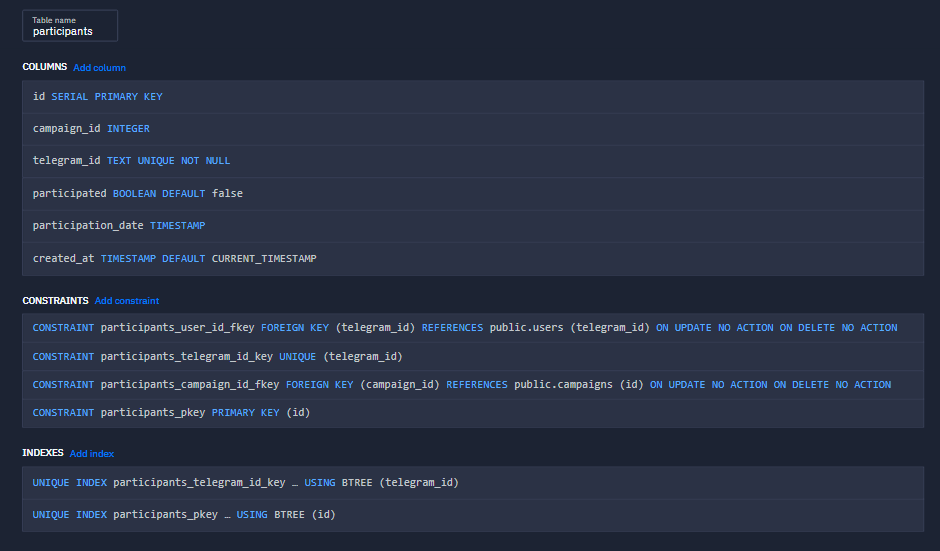 Table name
participants
COLUMNS Add column
id SERIAL PRIMARY KEY
campaign_id INTEGER
telegram_id TEXT UNIQUE NOT NULL
participated BOOLEAN DEFAULT false
participation_date TIMESTAMP
created_at TIMESTAMP DEFAULT CURRENT_TIMESTAMP
CONSTRAINTS Add constraint
CONSTRAINT participants_user_id_fkey FOREIGN KEY (telegram_id) REFERENCES public.users (telegram_id) ON UPDATE NO ACTION ON DELETE NO ACTION
CONSTRAINT participants_telegram_id_key UNIQUE (telegram_id)
CONSTRAINT participants_campaign_id_fkey FOREIGN KEY (campaign_id) REFERENCES public.campaigns (id) ON UPDATE NO ACTION ON DELETE NO ACTION
CONSTRAINT participants_pkey PRIMARY KEY (id)
INDEXES Add index
UNIQUE INDEX participants_telegram_id_key … USING BTREE (telegram_id)
UNIQUE INDEX participants_pkey … USING BTREE (id)